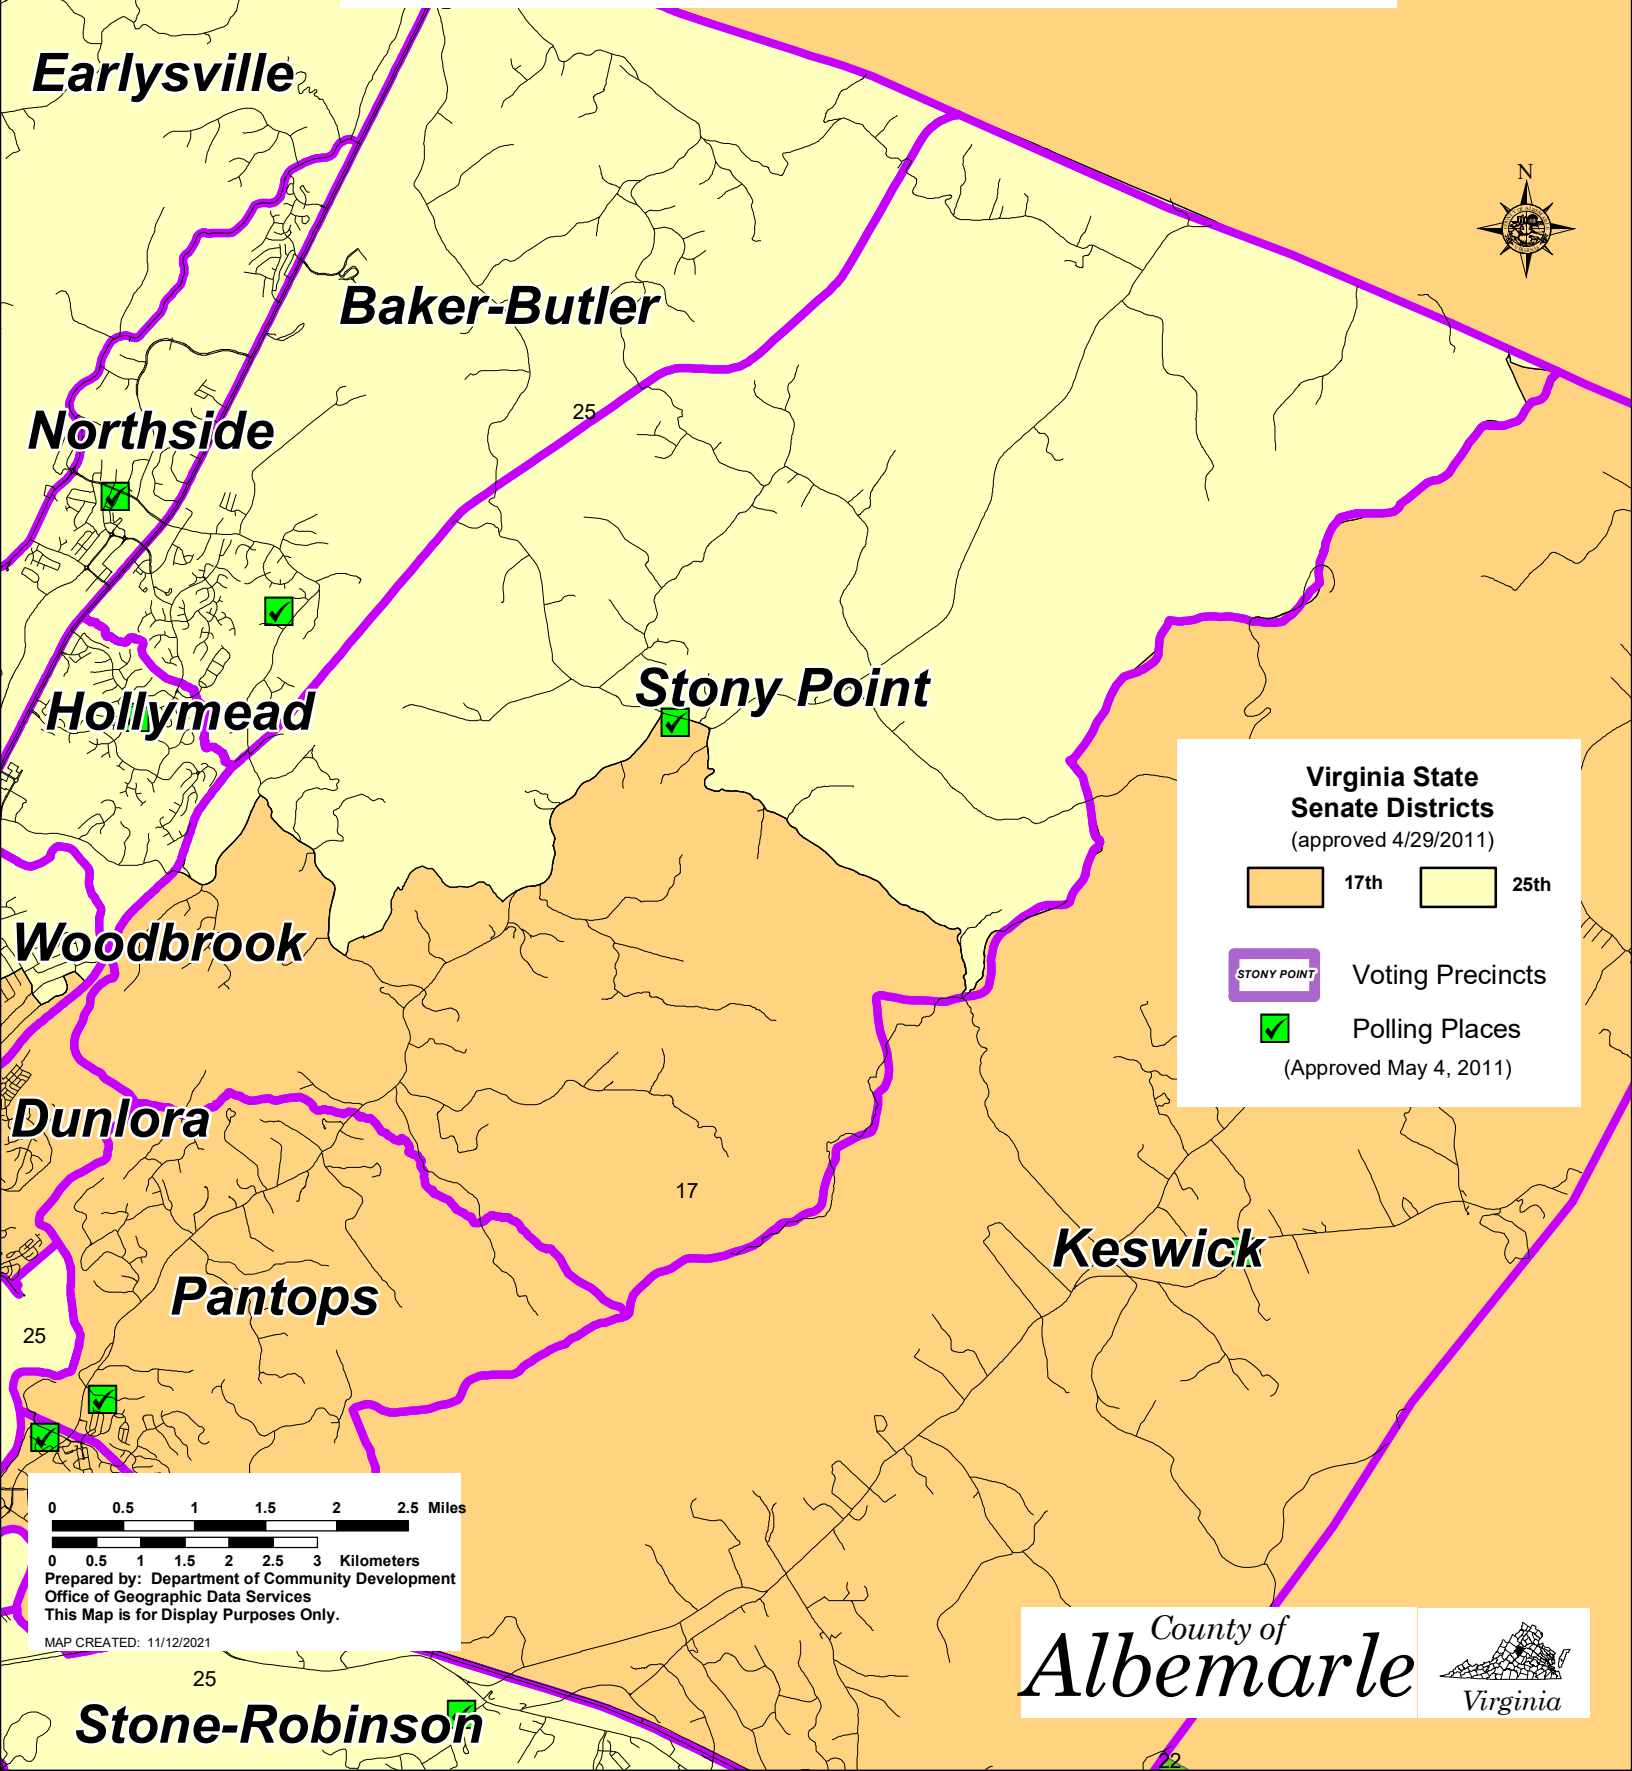 Earlysville
N
Baker-Butler
25
Northside
Stony Point
Hollymead
Virginia State
Senate Districts
(approved 4/29/2011)
17th
25th
Woodbrook
STONY POINT
Voting Precincts
Polling Places
(Approved May 4, 2011)
Dunlora
17
Keswick
Pantops
25
0 0.5 1 1.5 2 2.5 Miles
0 0.5 1 1.5 2 2.5 3 Kilometers
Prepared by: Department of Community Development
Office of Geographic Data Services
This Map is for Display Purposes Only.
MAP CREATED: 11/12/2021
County of
Albemarle
Virginia
25
Stone-Robinson
22